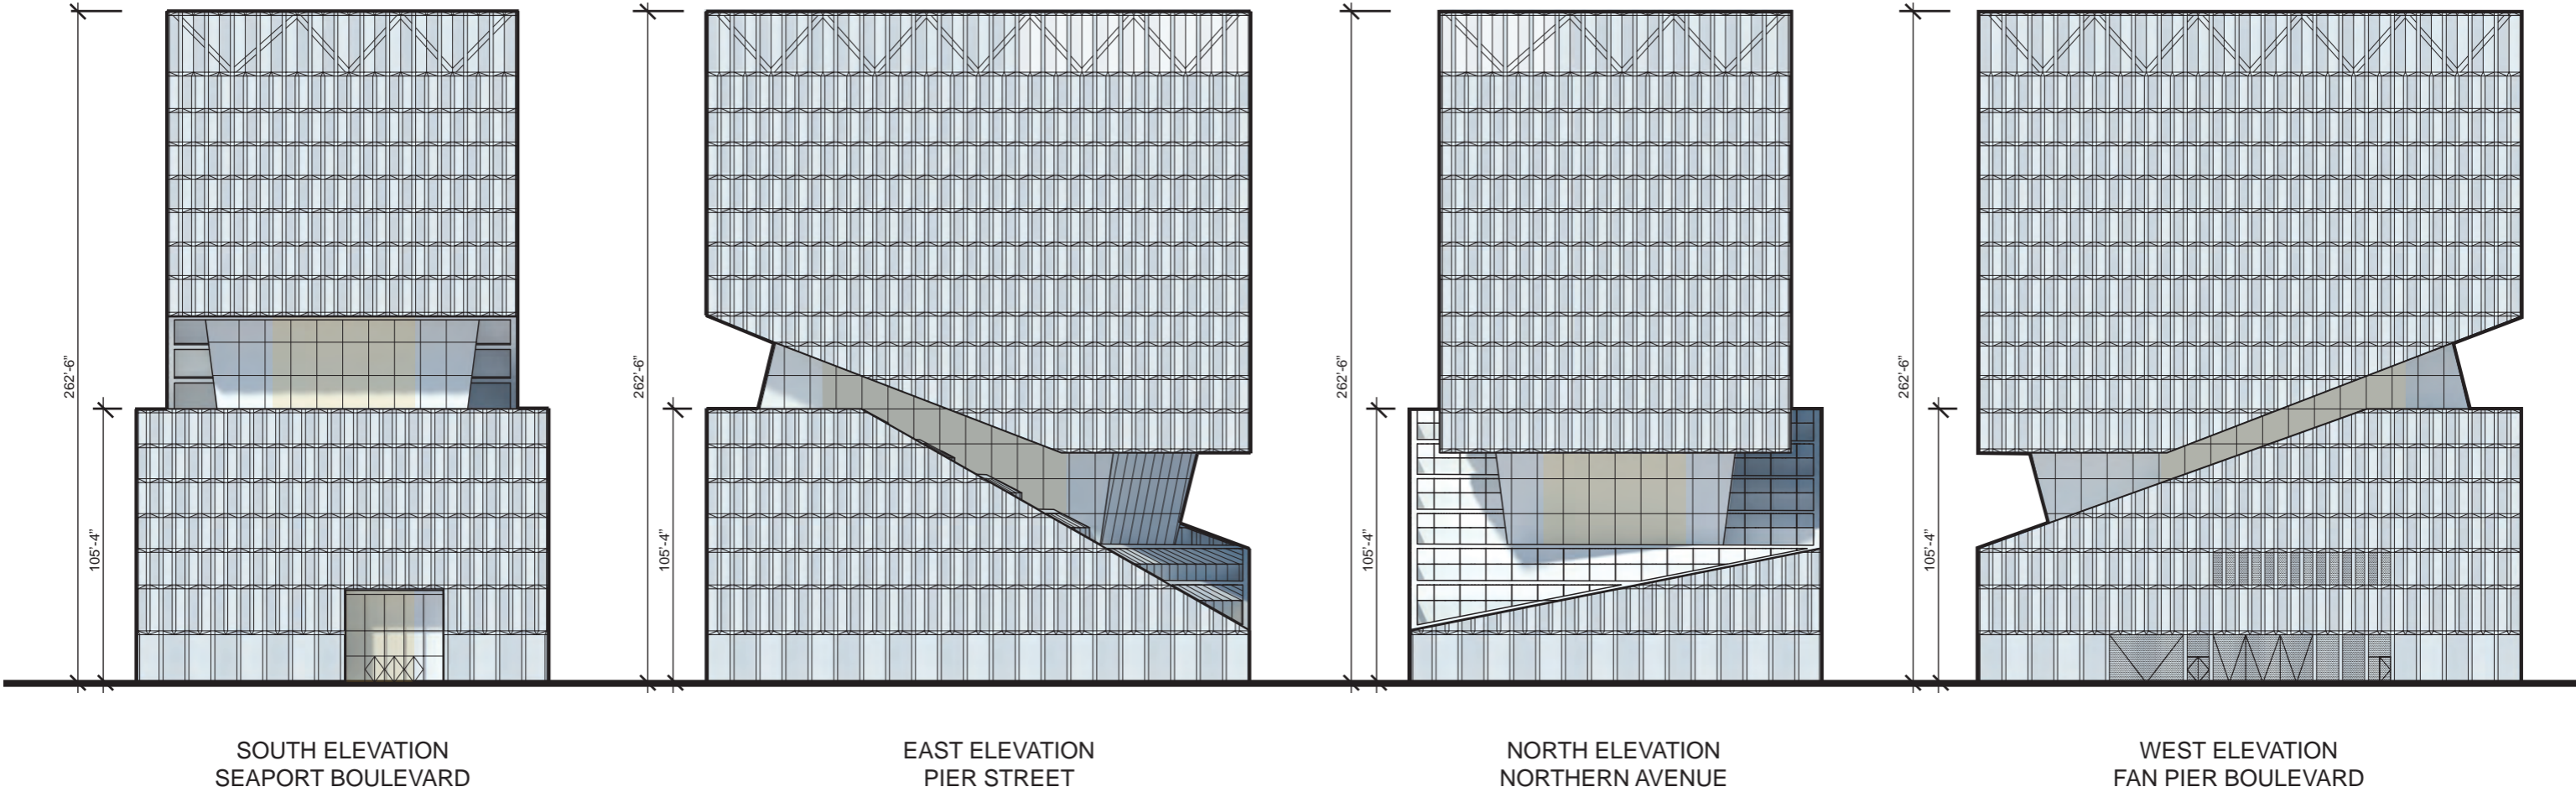 262'-6"
105'-4"
262'-6"
105'-4"
262'-6"
105'-4"
262'-6"
105'-4"
SOUTH ELEVATION
SEAPORT BOULEVARD
EAST ELEVATION
PIER STREET
NORTH ELEVATION
NORTHERN AVENUE
WEST ELEVATION
FAN PIER BOULEVARD